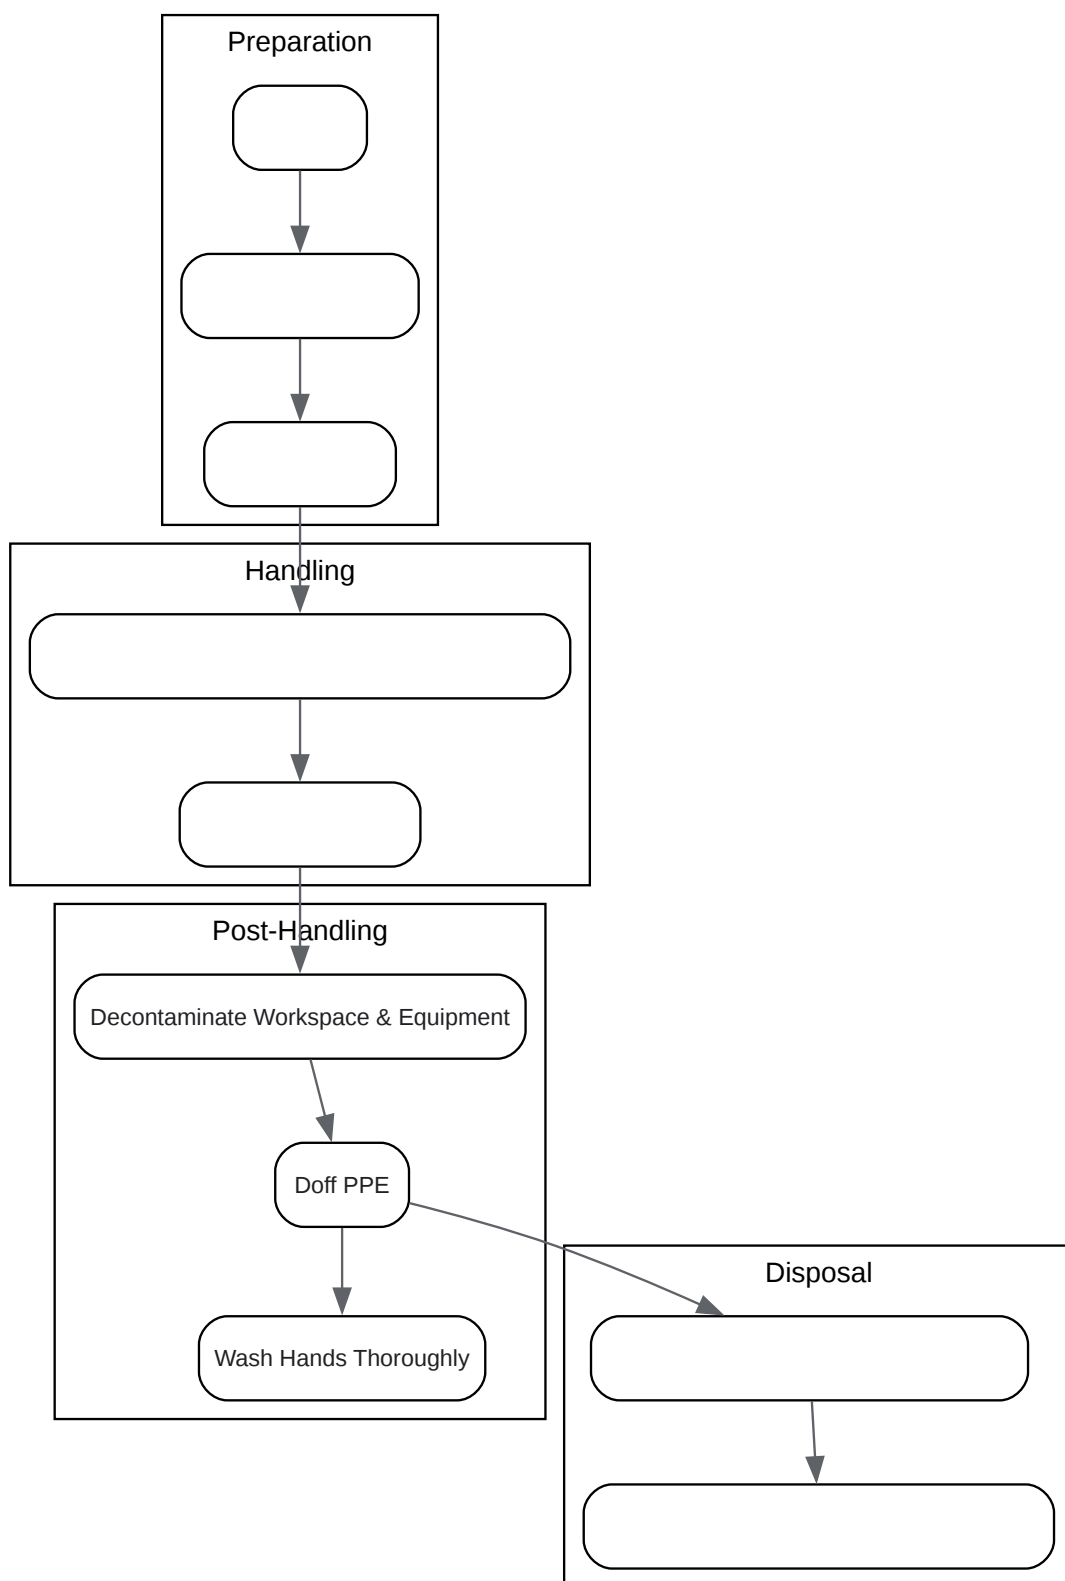 Preparation
Handling
Post-Handling
Decontaminate Workspace & Equipment
Doff PPE
Wash Hands Thoroughly
Disposal